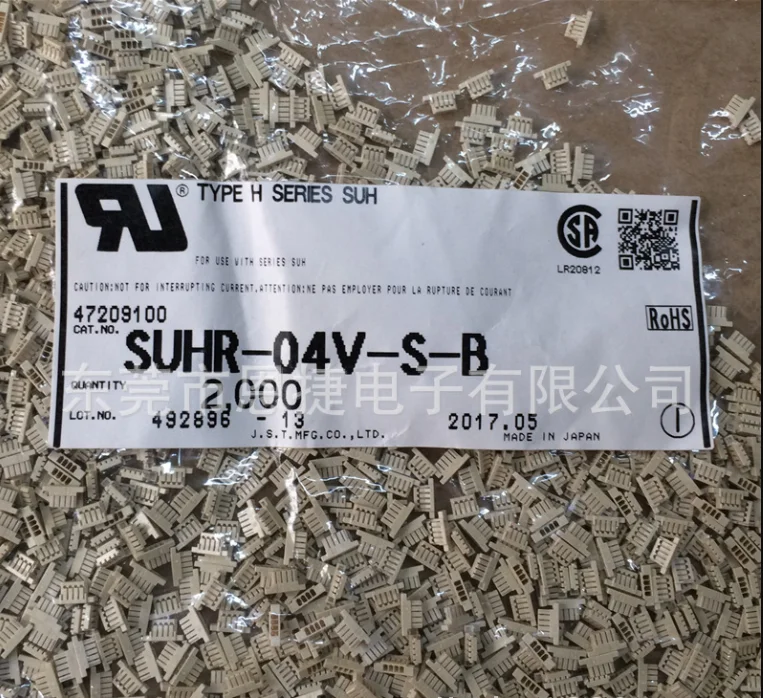 ® TYPE H SERIES SUH
FOR USE WITH SERIES SUH
CAUTION:NOT FOR INTERRUPTING CURRENT,ATTENTION:NE PAS EMPLOYER POUR LA RUPTURE DE COURANT
SA
LR20812
47209100
RoHS
CAT.NO. SUHR-04V-S-B
QUANTITY 2,000
东莞市 捷电子有限公司
LOT.NO. 492896 - 13 2017.05
J.S.T.MFG.CO.,LTD. MADE IN JAPAN